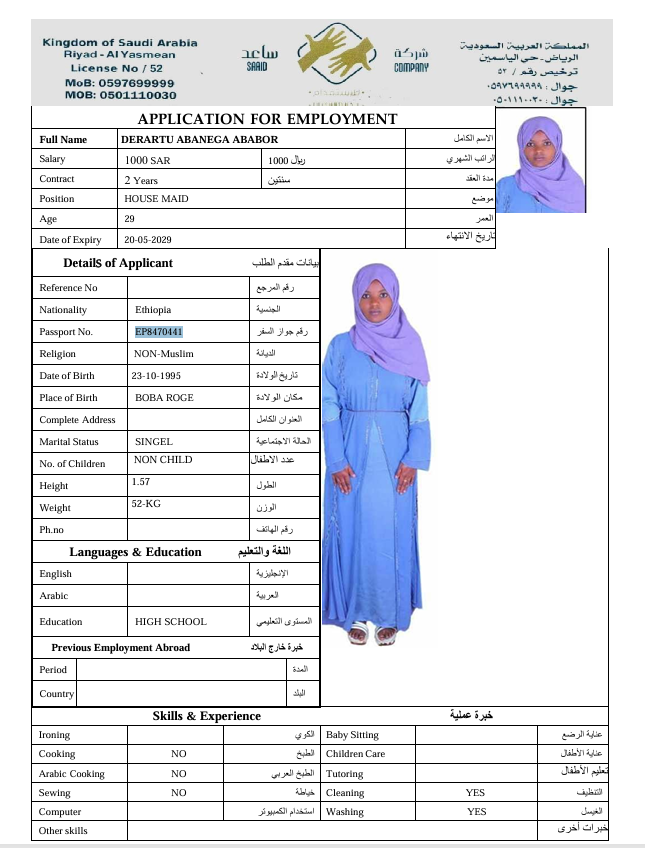 Kingdom of Saudi Arabia
Riyad - Al Yasmean
License No / 52
MoB: 0597699999
MOB: 0501110030
ساعد
SAAID
شركة
COMPANY
المملكة العربية السعودية
الرياض - حى الياسمين
ترخيص رقم / ٥٢
جوال : ٠٥٩٧٦٩٩٩٩٩
٠٥٠١١١٠٠٣٠ : جوال
APPLICATION FOR EMPLOYMENT
Full Name DERARTU ABANEGA ABABOR الاسم الكامل
Salary 1000 SAR 1000 ريال الراتب الشهري
Contract 2 Years سنتين مدة العقد
Position HOUSE MAID موضع
Age 29 العمر
Date of Expiry 20-05-2029 تاريخ الانتهاء
Details of Applicant بيانات مقدم الطلب
Reference No رقم المرجع
Nationality Ethiopia الجنسية
Passport No. EP8470441 رقم جواز السفر
Religion NON-Muslim الديانة
Date of Birth 23-10-1995 تاريخ الولادة
Place of Birth BOBA ROGE مكان الولادة
Complete Address العنوان الكامل
Marital Status SINGEL الحالة الاجتماعية
No. of Children NON CHILD عدد الاطفال
Height 1.57 الطول
Weight 52-KG الوزن
Ph.no رقم الهاتف
Languages & Education اللغة والتعليم
English الإنجليزية
Arabic العربية
Education HIGH SCHOOL المستوى التعليمي
Previous Employment Abroad خبرة خارج البلاد
Period المدة
Country البلد
Skills & Experience خبرة عملية
Ironing الكوي Baby Sitting عناية الرضع
Cooking NO الطبخ Children Care عناية الأطفال
Arabic Cooking NO الطبخ العربي Tutoring تعليم الأطفال
Sewing NO خياطة Cleaning YES التنظيف
Computer استخدام الكمبيوتر Washing YES الغسيل
Other skills خبرات أخرى